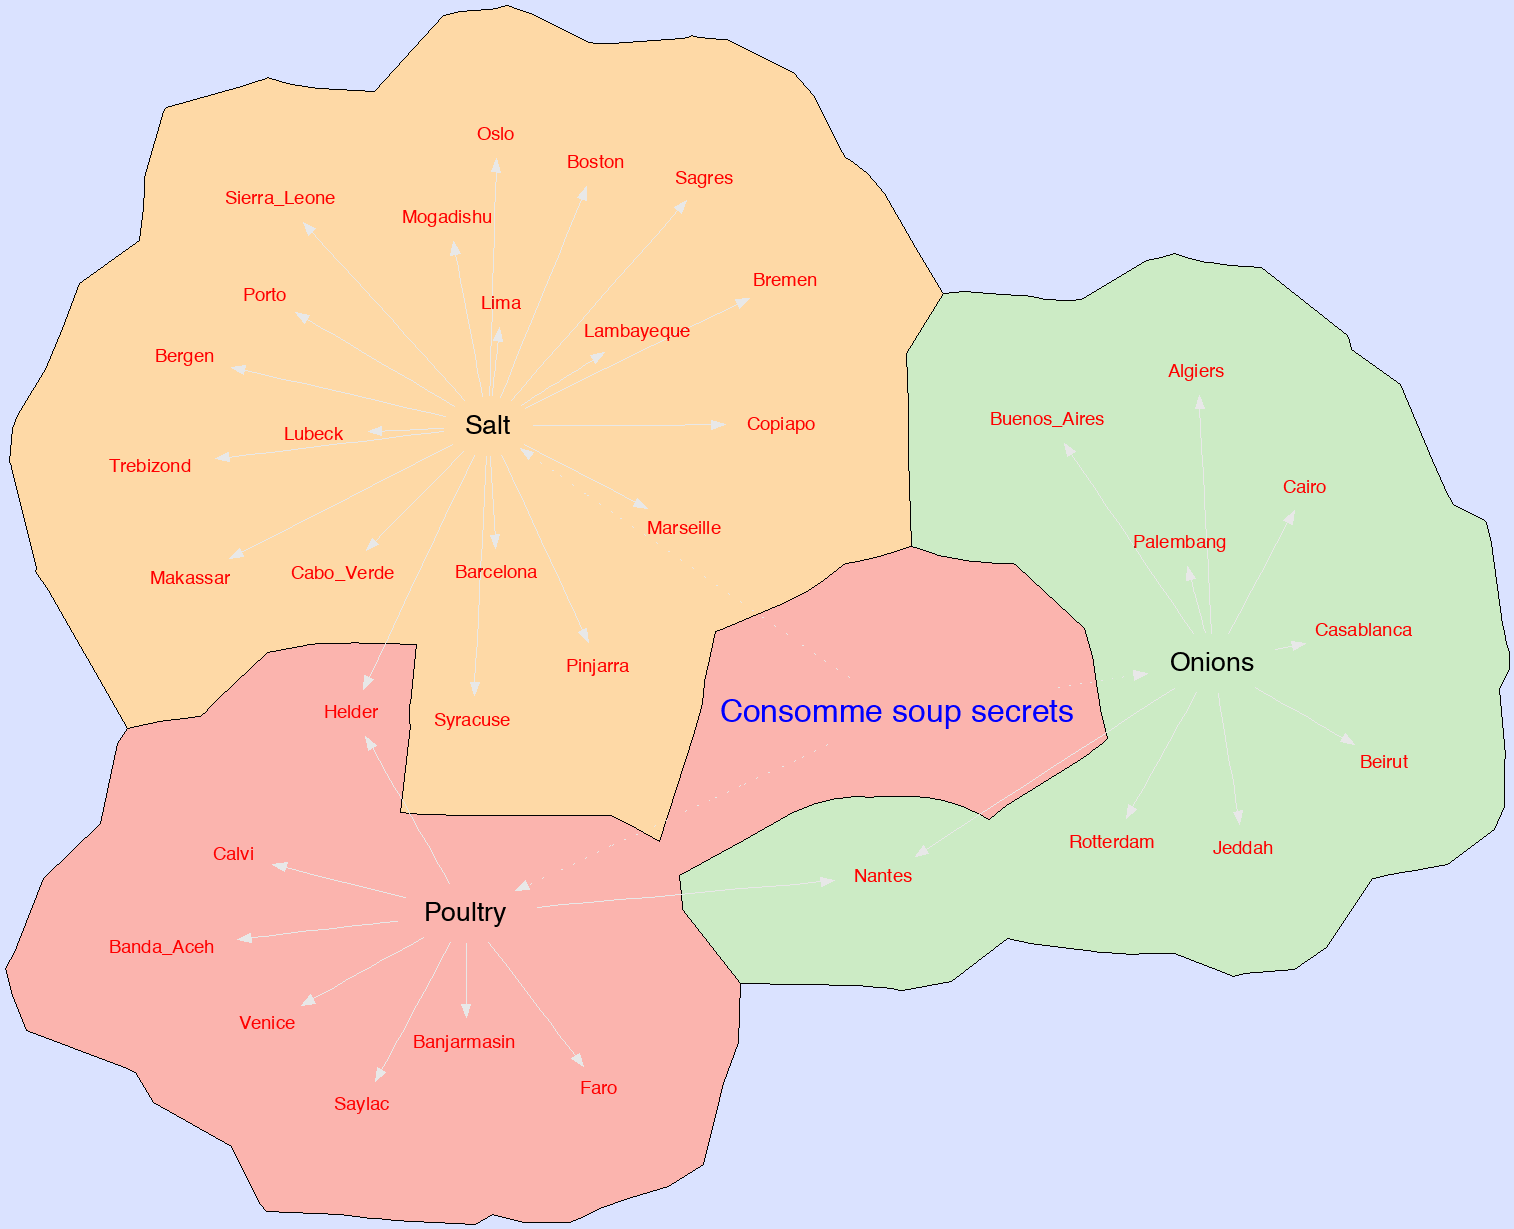 Oslo
Boston
Sagres
Sierra_Leone
Mogadishu
Bremen
Porto
Lima
Lambayeque
Bergen
Algiers
Buenos_Aires
Salt
Copiapo
Lubeck
Trebizond
Cairo
Marseille
Palembang
Barcelona
Cabo_Verde
Makassar
Casablanca
Onions
Pinjarra
Consomme soup secrets
Helder
Syracuse
Beirut
Rotterdam
Jeddah
Calvi
Nantes
Poultry
Banda_Aceh
Venice
Banjarmasin
Faro
Saylac